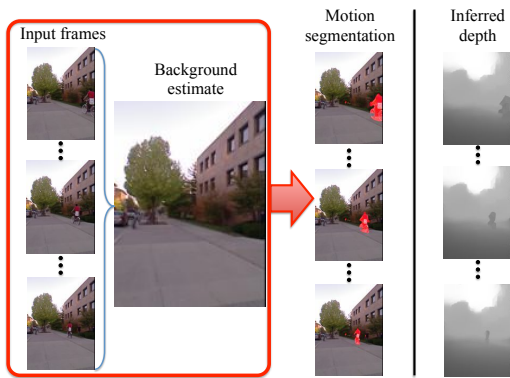 Input frames
Background
estimate
Motion
segmentation
Inferred
depth